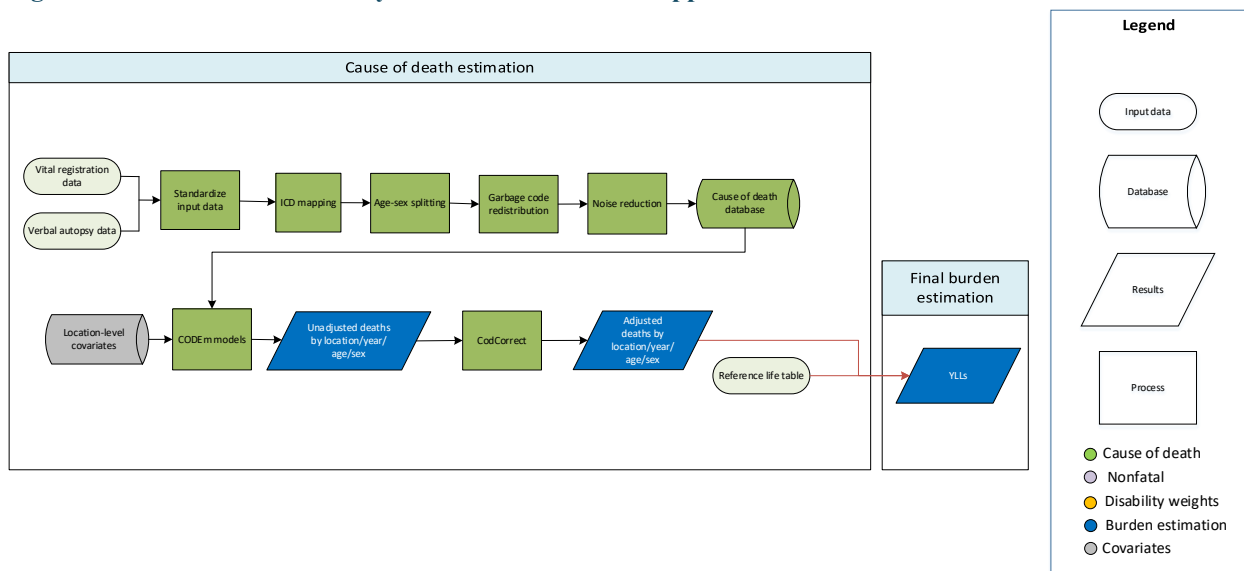 Legend
Cause of death estimation
Input data
Vital registration
data
Standardize
input data
ICD mapping
Age-sex splitting
Garbage code
redistribution
Noise reduction
Cause of death
database
Verbal autopsy data
Database
Final burden
estimation
Results
Location-level
covariates
CODEm models
Unadjusted deaths
by location/year/
age/sex
CodCorrect
Adjusted
deaths by
location/year/
age/sex
Reference life table
YLLs
Process
Cause of death
Nonfatal
Disability weights
Burden estimation
Covariates